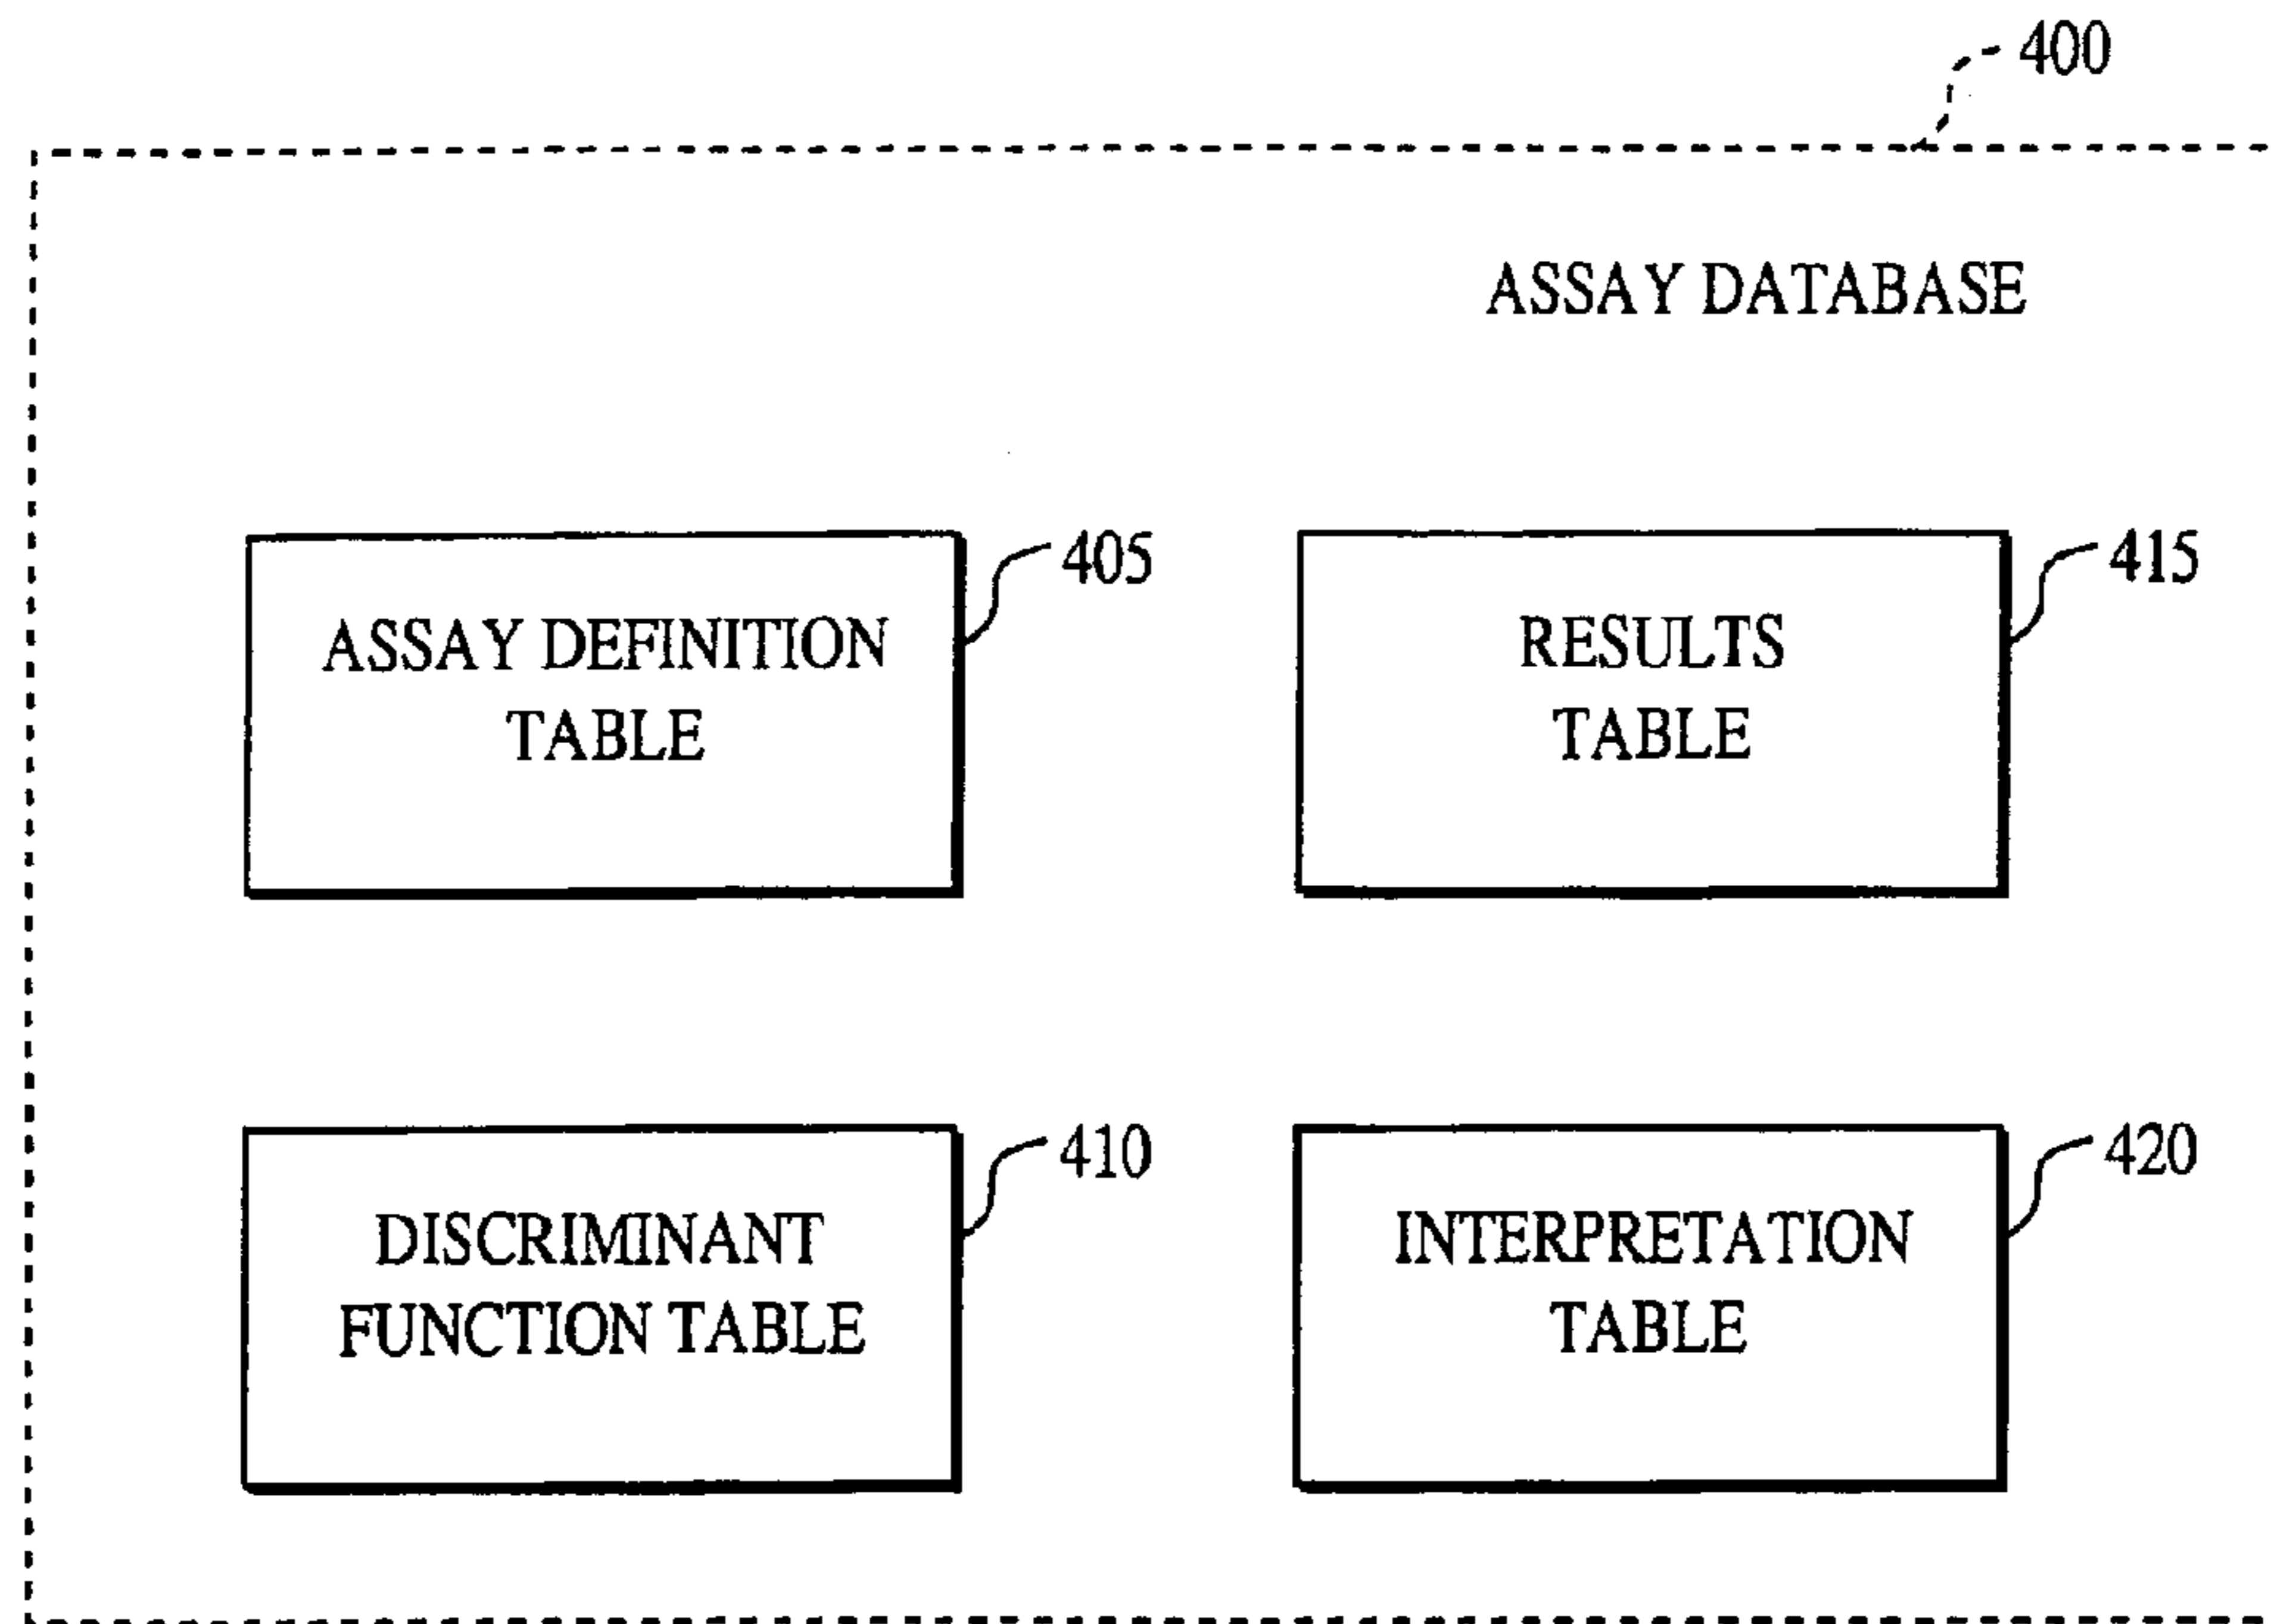 400
ASSAY DATABASE
ASSAY DEFINITION
TABLE
405
RESULTS
TABLE
415
DISCRIMINANT
FUNCTION TABLE
410
INTERPRETATION
TABLE
420